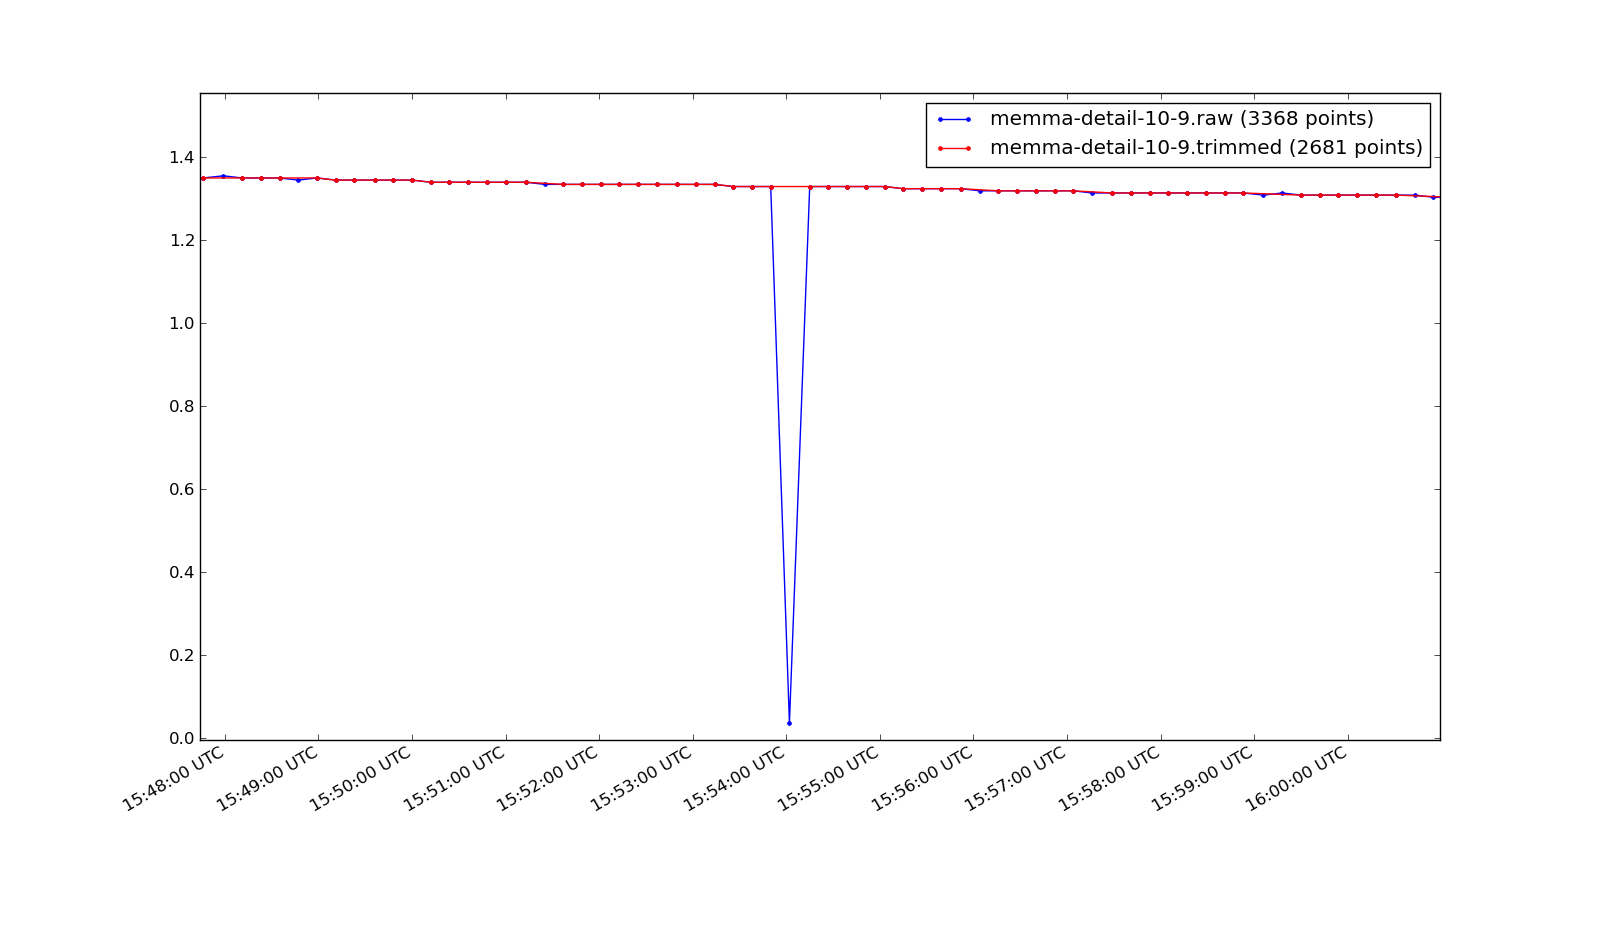 memma-detail-10-9.raw (3368 points)
memma-detail-10-9.trimmed (2681 points)
1.4
1.2
1.0
0.8
0.6
0.4
0.2
0.0
15:48:00 UTC
15:49:00 UTC
15:50:00 UTC
15:51:00 UTC
15:52:00 UTC
15:53:00 UTC
15:54:00 UTC
15:55:00 UTC
15:56:00 UTC
15:57:00 UTC
15:58:00 UTC
15:59:00 UTC
16:00:00 UTC